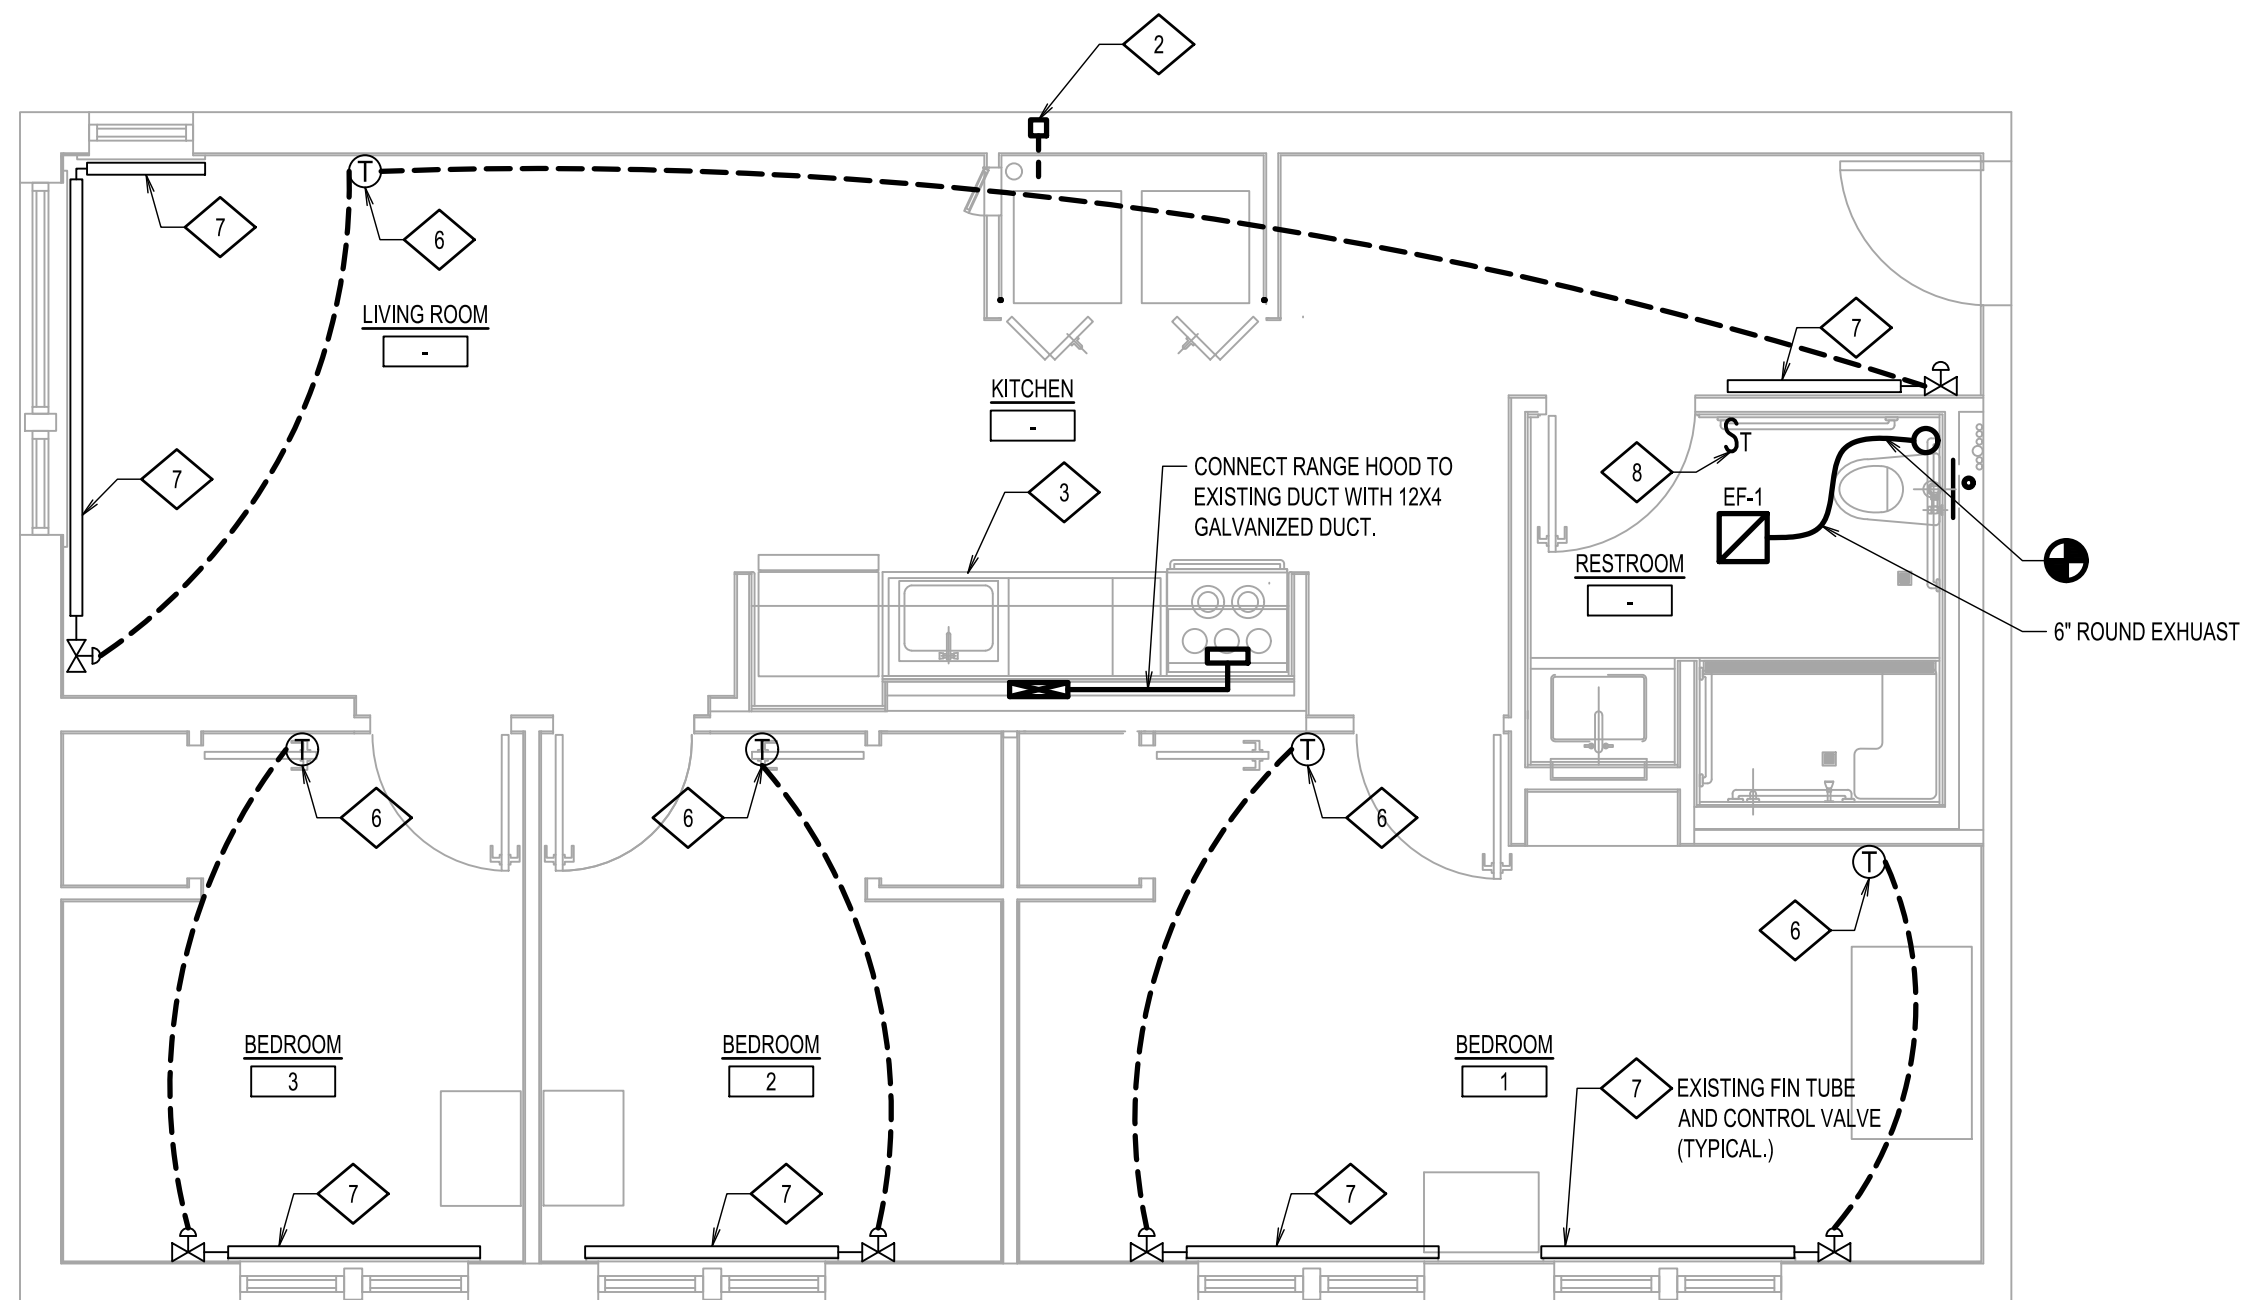 2
T
7
6
LIVING ROOM
-
7
KITCHEN
-
7
3
CONNECT RANGE HOOD TO
EXISTING DUCT WITH 12X4
GALVANIZED DUCT.
8
T
EF-1
RESTROOM
-
6" ROUND EXHUAST
T
T
T
6
6
6
T
6
BEDROOM
3
BEDROOM
2
BEDROOM
1
7
EXISTING FIN TUBE
AND CONTROL VALVE
(TYPICAL.)
7
7
7